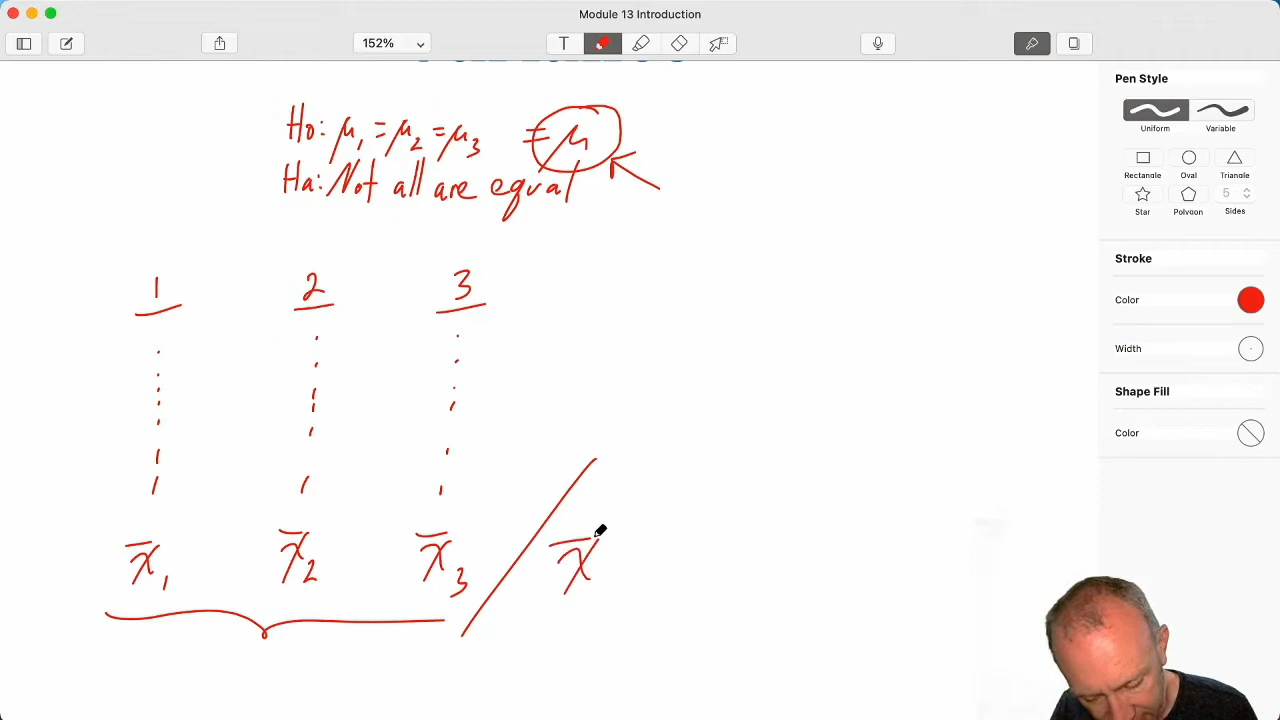 Module 13 Introduction
152%
T
Ho: μ₁ = μ₂ = μ₃ = μ
Ha: Not all are equal
1 2 3
x̄₁ x̄₂ x̄₃ / x̄
Pen Style
Uniform Variable
Rectangle Oval Triangle
Star Polygon 5 Sides
Stroke
Color
Width
Shape Fill
Color